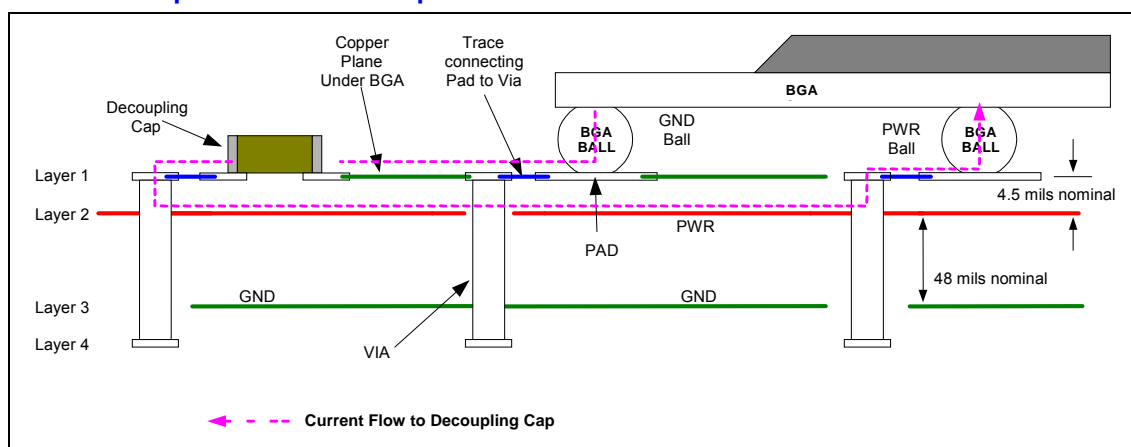 Copper
Plane
Under BGA
Trace
connecting
Pad to Via
Decoupling
Cap
BGA
BGA
BALL
GND
Ball
PWR
Ball
BGA
BALL
Layer 1
4.5 mils nominal
Layer 2
PWR
PAD
48 mils nominal
Layer 3
GND
GND
Layer 4
VIA
Current Flow to Decoupling Cap